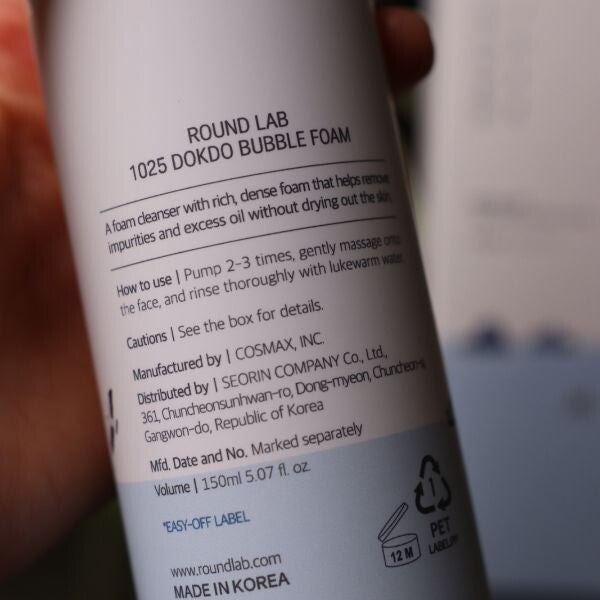 ROUND LAB
1025 DOKDO BUBBLE FOAM
A foam cleanser with rich, dense foam that helps remove
impurities and excess oil without drying out the skin.
How to use | Pump 2-3 times, gently massage onto
the face, and rinse thoroughly with lukewarm water.
Cautions | See the box for details.
Manufactured by | COSMAX, INC.
Distributed by | SEORIN COMPANY Co., Ltd.,
361, Chuncheonsunhwan-ro, Dong-myeon, Chuncheon-si,
Gangwon-do, Republic of Korea
Mfd. Date and No. Marked separately
Volume | 150ml 5.07 fl. oz.
*EASY-OFF LABEL
1
PET
12 M
www.roundlab.com
MADE IN KOREA